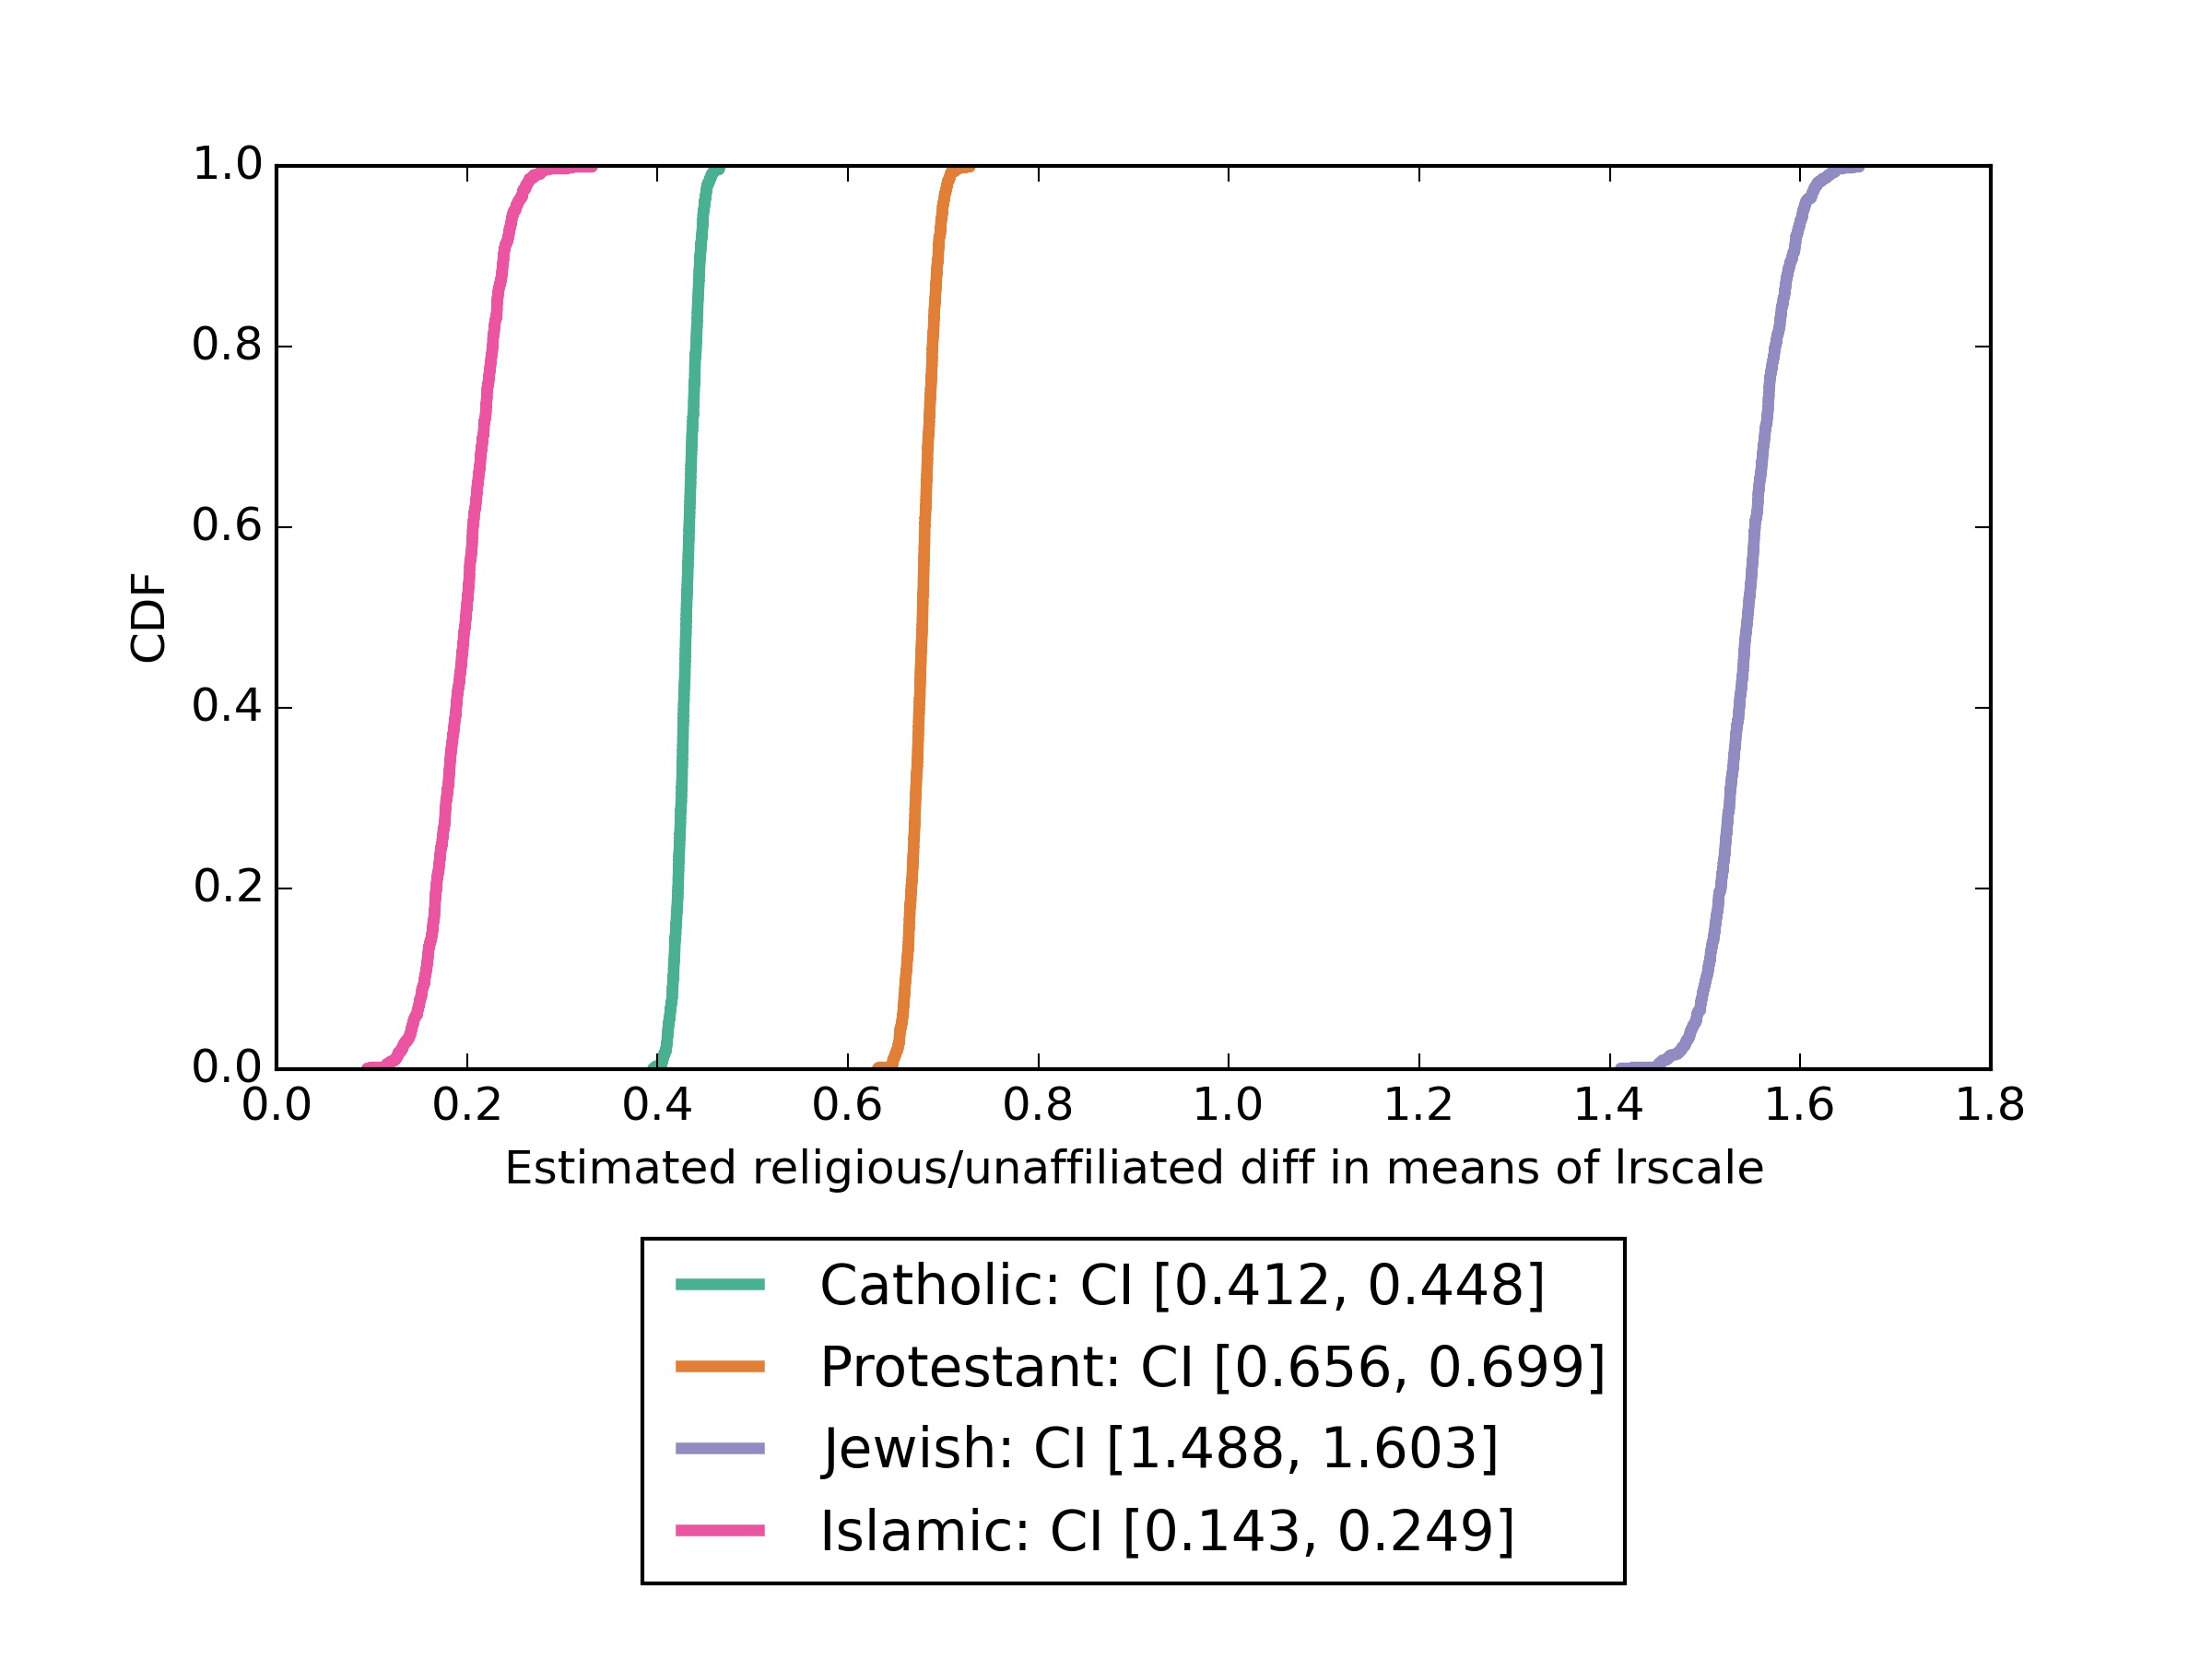 1.0
0.8
0.6
0.4
0.2
0.0
CDF
0.0 0.2 0.4 0.6 0.8 1.0 1.2 1.4 1.6 1.8
Estimated religious/unaffiliated diff in means of lrscale
Catholic: CI [0.412, 0.448]
Protestant: CI [0.656, 0.699]
Jewish: CI [1.488, 1.603]
Islamic: CI [0.143, 0.249]